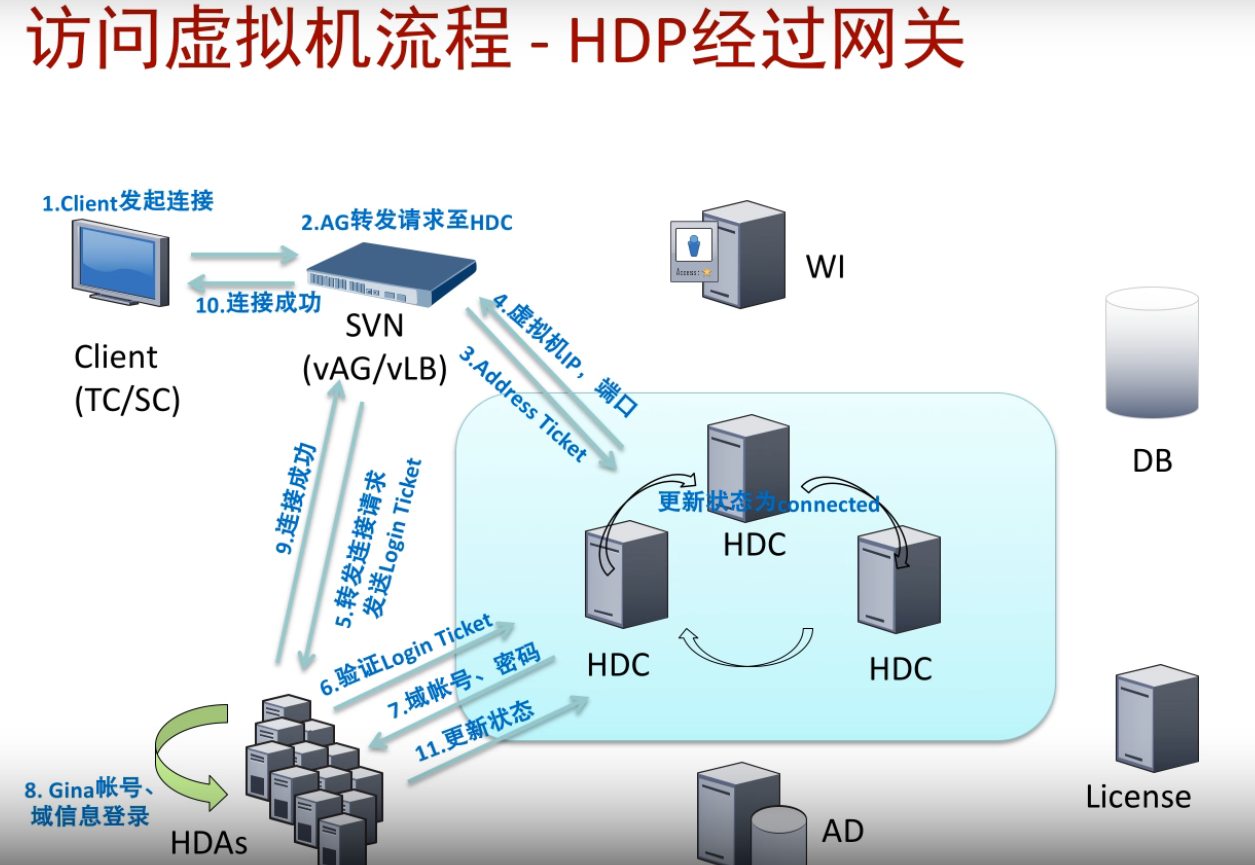 访问虚拟机流程 - HDP经过网关
1.Client发起连接
2.AG转发请求至HDC
10.连接成功
SVN
(vAG/vLB)
Client
(TC/SC)
4.虚拟机IP，端口
3.Address Ticket
WI
Access:
DB
9.连接成功
5.转发连接请求
发送Login Ticket
更新状态为connected
HDC
HDC
HDC
6.验证Login Ticket
7.域帐号、密码
11.更新状态
8. Gina帐号、
域信息登录
HDAs
AD
License